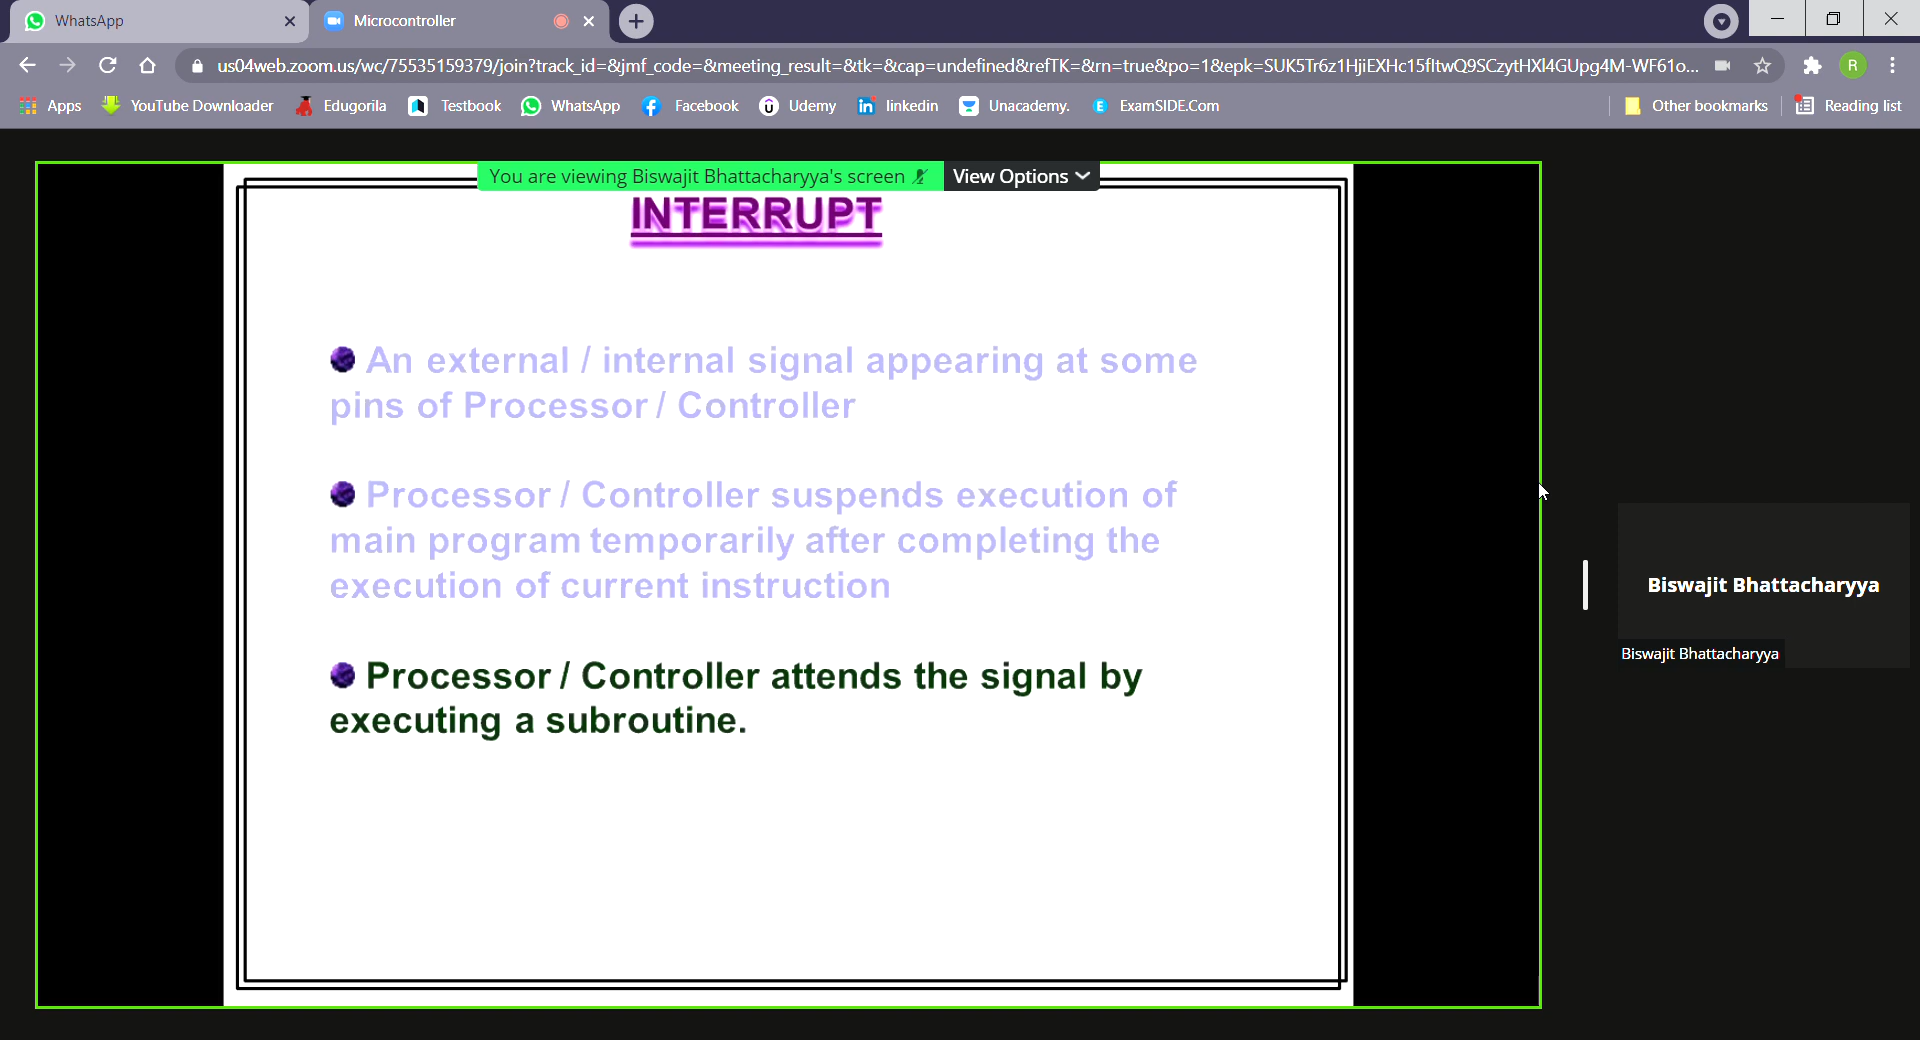 WhatsApp
Microcontroller
us04web.zoom.us/wc/75535159379/join?track_id=&jmf_code=&meeting_result=&tk=&cap=undefined&refTK=&rn=true&po=1&epk=SUK5Tr6z1HjiEXHc15fItwQ9SCzytHXl4GUpg4M-WF61o...
R
Apps YouTube Downloader Edugorila Testbook WhatsApp Facebook Udemy linkedin Unacademy. ExamSIDE.Com Other bookmarks Reading list
You are viewing Biswajit Bhattacharyya's screen View Options
INTERRUPT
An external / internal signal appearing at some
pins of Processor / Controller
Processor / Controller suspends execution of
main program temporarily after completing the
execution of current instruction
Processor / Controller attends the signal by
executing a subroutine.
Biswajit Bhattacharyya
Biswajit Bhattacharyya